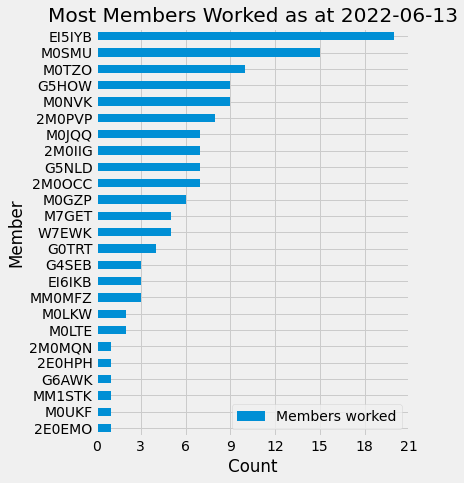 Most Members Worked as at 2022-06-13
EI5IYB
M0SMU
M0TZO
G5HOW
M0NVK
2M0PVP
M0JQQ
2M0IIG
G5NLD
2M0OCC
M0GZP
M7GET
W7EWK
G0TRT
G4SEB
EI6IKB
MM0MFZ
M0LKW
M0LTE
2M0MQN
2E0HPH
G6AWK
MM1STK
M0UKF
2E0EMO
Member
Members worked
0 3 6 9 12 15 18 21
Count